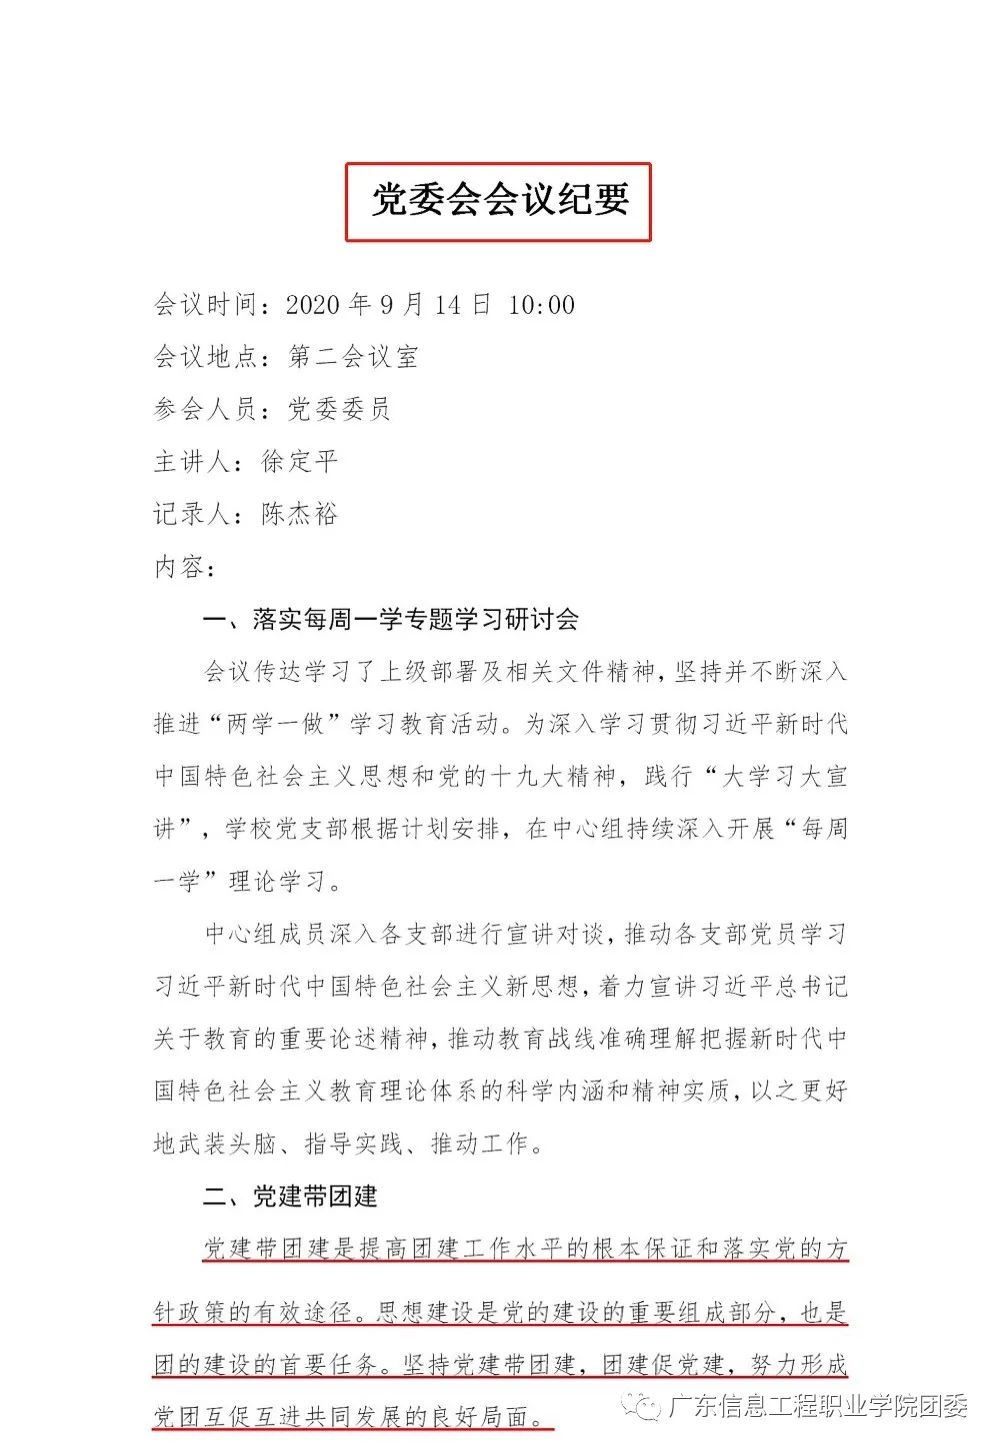 党委会会议纪要
会议时间：2020 年 9 月 14 日 10:00
会议地点：第二会议室
参会人员：党委委员
主讲人：徐定平
记录人：陈杰裕
内容：
一、落实每周一学专题学习研讨会
会议传达学习了上级部署及相关文件精神，坚持并不断深入
推进“两学一做”学习教育活动。为深入学习贯彻习近平新时代
中国特色社会主义思想和党的十九大精神，践行“大学习大宣
讲”，学校党支部根据计划安排，在中心组持续深入开展“每周
一学”理论学习。
中心组成员深入各支部进行宣讲对谈，推动各支部党员学习
习近平新时代中国特色社会主义新思想，着力宣讲习近平总书记
关于教育的重要论述精神，推动教育战线准确理解把握新时代中
国特色社会主义教育理论体系的科学内涵和精神实质，以之更好
地武装头脑、指导实践、推动工作。
二、党建带团建
党建带团建是提高团建工作水平的根本保证和落实党的方
针政策的有效途径。思想建设是党的建设的重要组成部分，也是
团的建设的首要任务。坚持党建带团建，团建促党建，努力形成
党团互促互进共同发展的良好局面。
广东信息工程职业学院团委